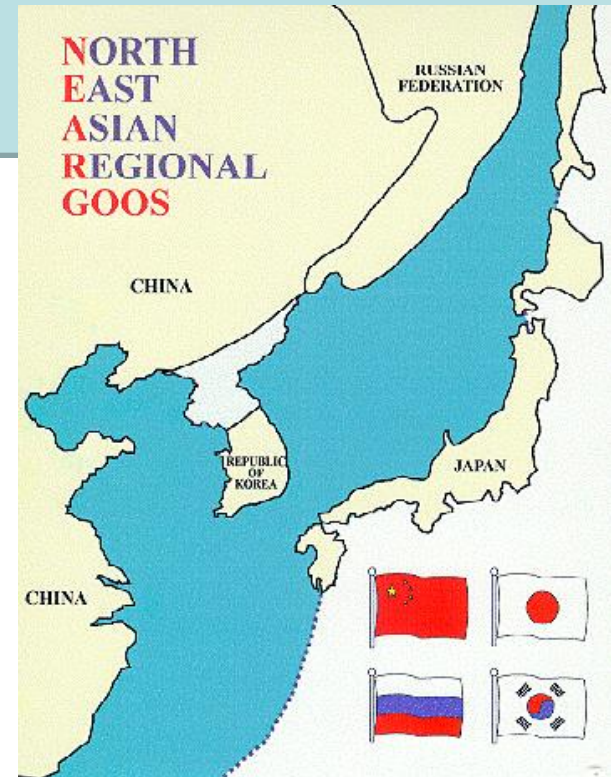 NORTH
EAST
ASIAN
REGIONAL
GOOS
RUSSIAN
FEDERATION
CHINA
REPUBLIC
OF
KOREA
JAPAN
CHINA